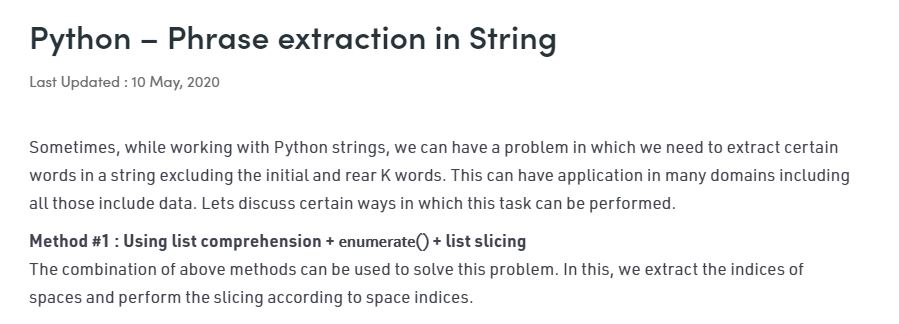 Python – Phrase extraction in String
Last Updated : 10 May, 2020
Sometimes, while working with Python strings, we can have a problem in which we need to extract certain
words in a string excluding the initial and rear K words. This can have application in many domains including
all those include data. Lets discuss certain ways in which this task can be performed.
Method #1 : Using list comprehension + enumerate() + list slicing
The combination of above methods can be used to solve this problem. In this, we extract the indices of
spaces and perform the slicing according to space indices.